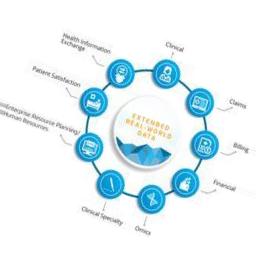 Health Information
Exchange
Clinical
Patient Satisfaction
Claims
Enterprise Resource Planning/
Human Resources
EXTENDED
REAL-WORLD
DATA
Billing
Financial
Clinical Specialty
Omics